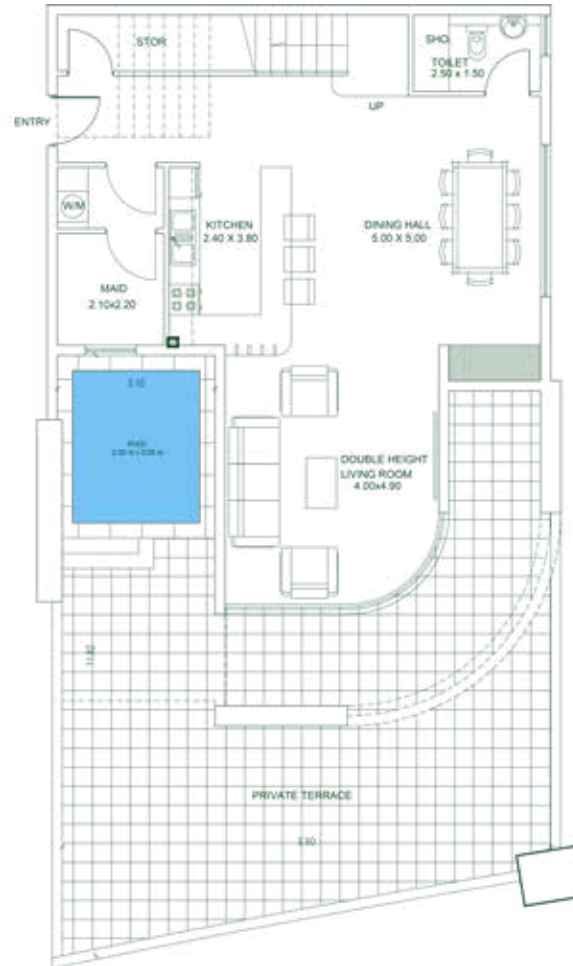 STOR
SHO
TOILET
2.50 x 1.50
ENTRY
UP
W/M
KITCHEN
2.40 X 3.80
DINING HALL
5.00 X 5.00
MAID
2.10x2.20
DOUBLE HEIGHT
LIVING ROOM
4.00x4.90
PRIVATE TERRACE